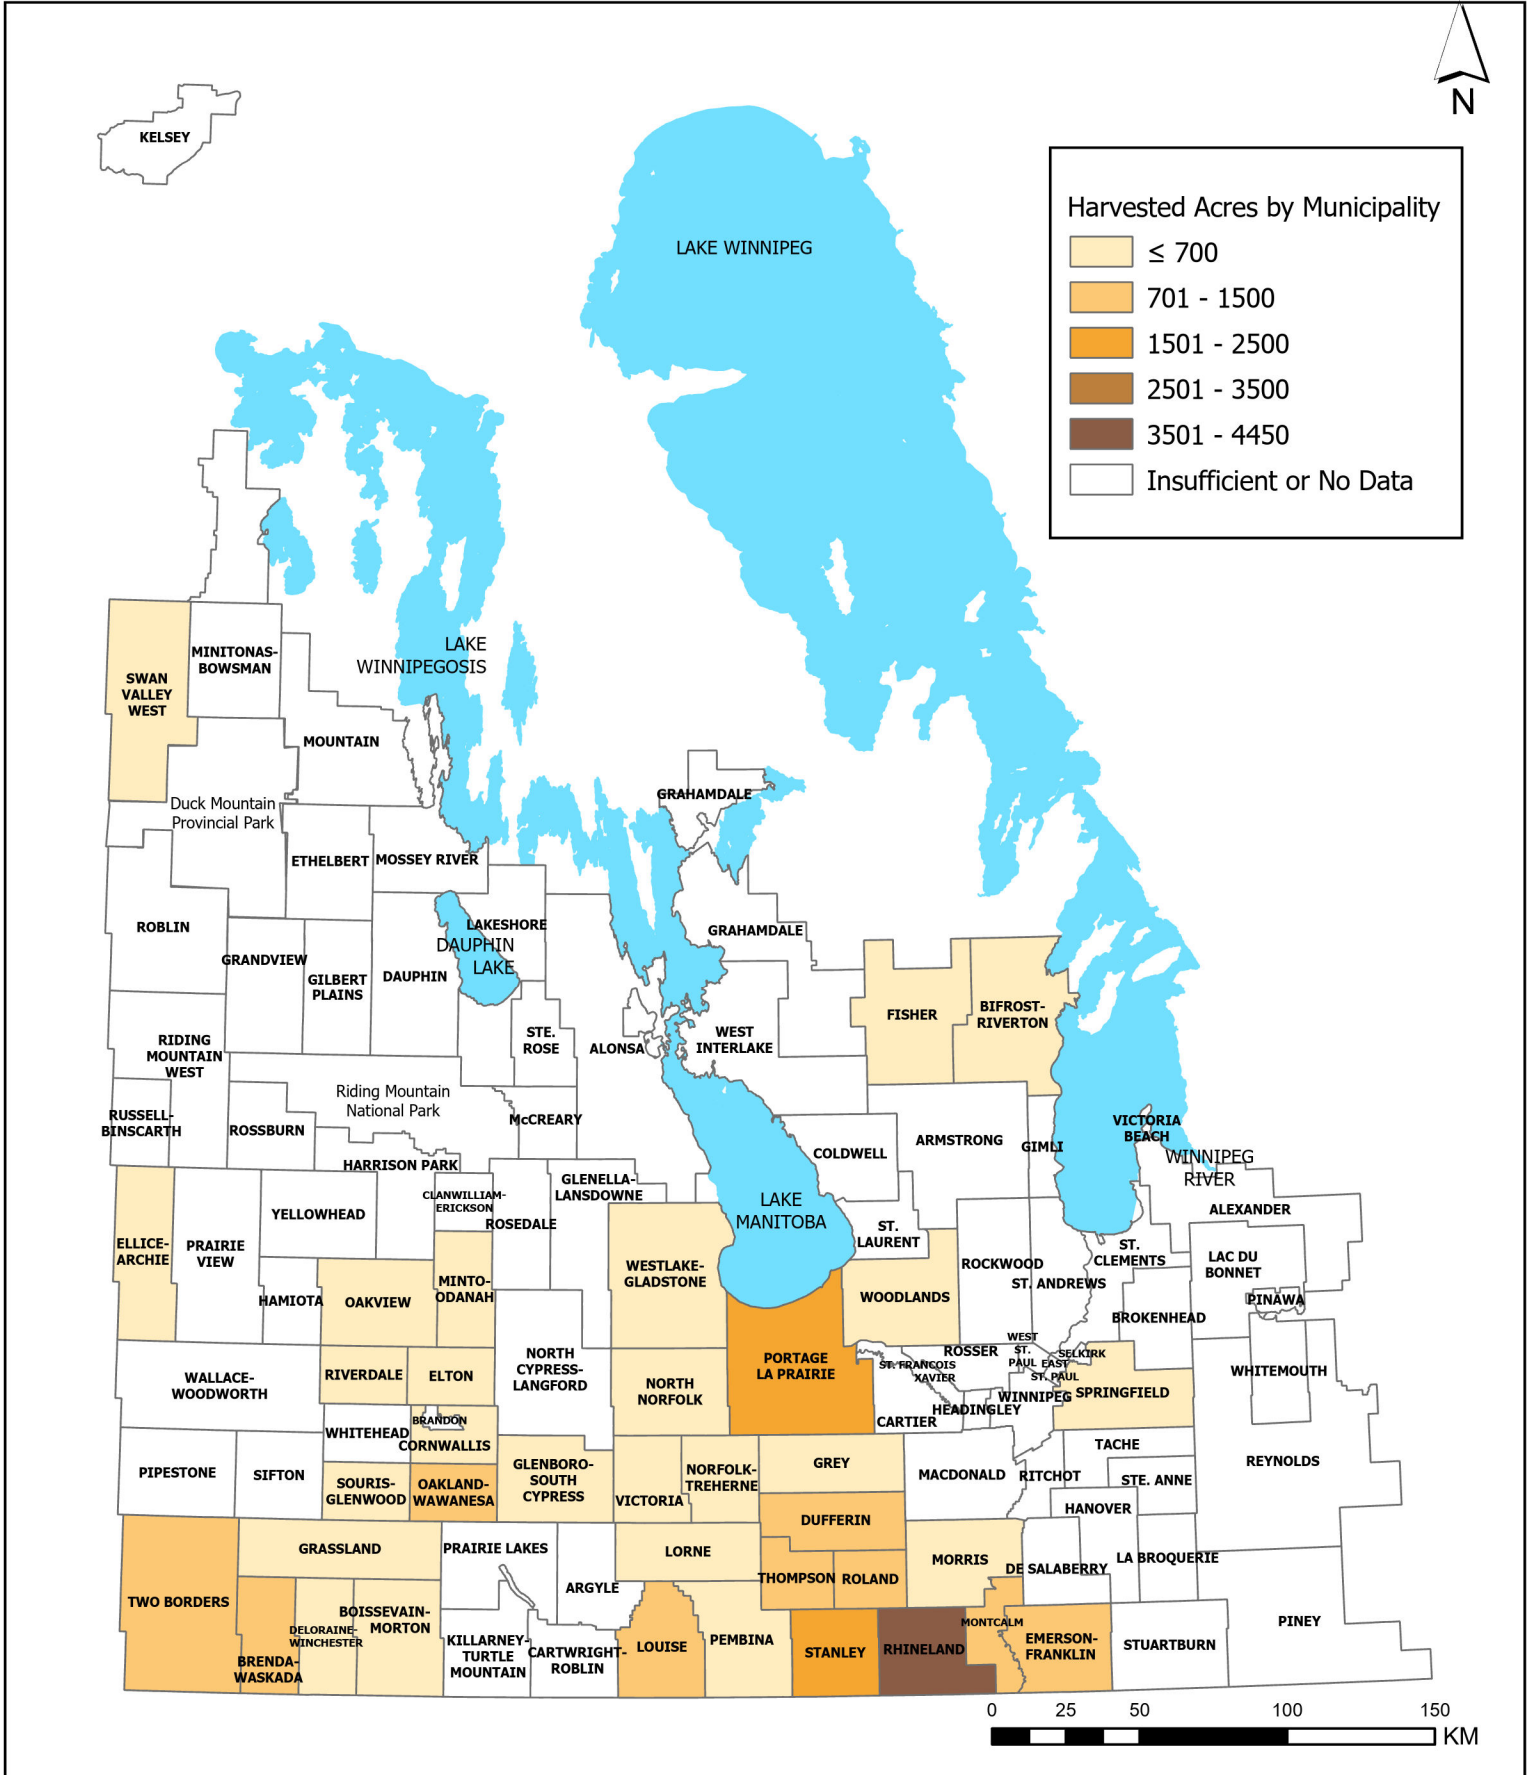 N
KELSEY
LAKE WINNIPEG
Harvested Acres by Municipality
≤ 700
701 - 1500
1501 - 2500
2501 - 3500
3501 - 4450
Insufficient or No Data
LAKE
WINNIPEGOSIS
MINITONAS-
BOWSMAN
SWAN
VALLEY
WEST
MOUNTAIN
Duck Mountain
Provincial Park
GRAHAMDALE
ETHELBERT
MOSSEY RIVER
ROBLIN
LAKESHORE
DAUPHIN
LAKE
GRAHAMDALE
GRANDVIEW
GILBERT
PLAINS
DAUPHIN
FISHER
BIFROST-
RIVERTON
RIDING
MOUNTAIN
WEST
STE.
ROSE
ALONSA
WEST
INTERLAKE
Riding Mountain
National Park
RUSSELL-
BINSCARTH
ROSSBURN
McCREARY
VICTORIA
BEACH
ARMSTRONG
GIMLI
COLDWELL
WINNIPEG
RIVER
HARRISON PARK
GLENELLA-
LANSDOWNE
CLANWILLIAM-
ERICKSON
ROSEDALE
LAKE
MANITOBA
ALEXANDER
YELLOWHEAD
ELLICE-
ARCHIE
PRAIRIE
VIEW
ST.
LAURENT
ST.
CLEMENTS
LAC DU
BONNET
ROCKWOOD
ST. ANDREWS
WESTLAKE-
GLADSTONE
MINTO-
ODANAH
HAMIOTA
OAKVIEW
WOODLANDS
PINAWA
BROKENHEAD
WEST
ST.
PAUL
EAST
ST. PAUL
SELKIRK
ROSSER
ST. FRANCOIS
XAVIER
PORTAGE
LA PRAIRIE
NORTH
CYPRESS-
LANGFORD
RIVERDALE
ELTON
WALLACE-
WOODWORTH
NORTH
NORFOLK
WHITEMOUTH
SPRINGFIELD
WINNIPEG
HEADINGLEY
CARTIER
BRANDON
WHITEHEAD
CORNWALLIS
TACHE
PIPESTONE
SIFTON
SOURIS-
GLENWOOD
OAKLAND-
WAWANESA
GLENBORO-
SOUTH
CYPRESS
VICTORIA
NORFOLK-
TREHERNE
GREY
MACDONALD
RITCHOT
STE. ANNE
REYNOLDS
HANOVER
DUFFERIN
GRASSLAND
PRAIRIE LAKES
LORNE
MORRIS
DE SALABERRY
LA BROQUERIE
ARGYLE
THOMPSON
ROLAND
TWO BORDERS
BOISSEVAIN-
MORTON
DELORAINE-
WINCHESTER
BRENDA-
WASKADA
KILLARNEY-
TURTLE
MOUNTAIN
CARTWRIGHT-
ROBLIN
LOUISE
PEMBINA
STANLEY
RHINELAND
MONTCALM
EMERSON-
FRANKLIN
STUARTBURN
PINEY
0 25 50 100 150
KM